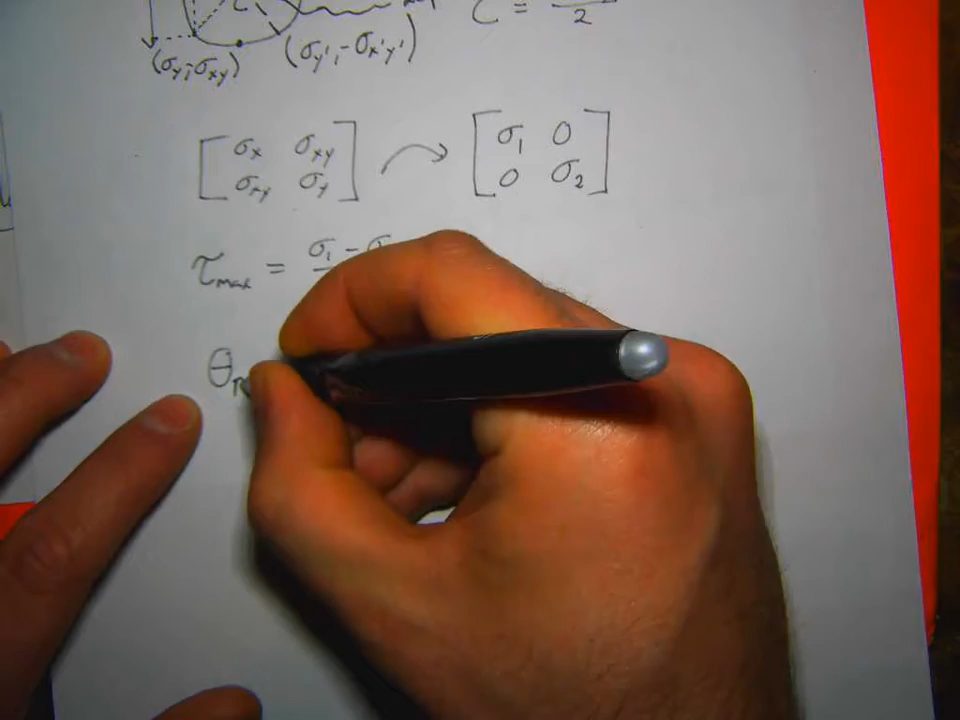 C = 2
(σy, -σxy) (σy', -σx'y')
[σx σxy] [σ1 0]
[σxy σy] [0 σ2]
τmax = σ1 -
θ